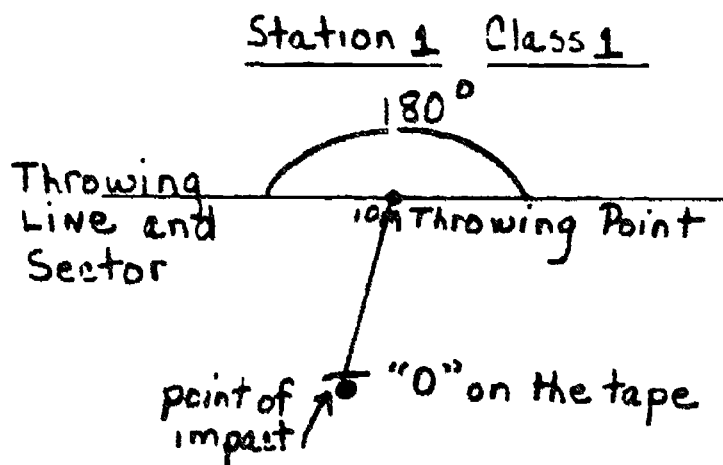 Station 1 Class 1
180°
Throwing
Line and
Sector
10M Throwing Point
"0" on the tape
point of
impact